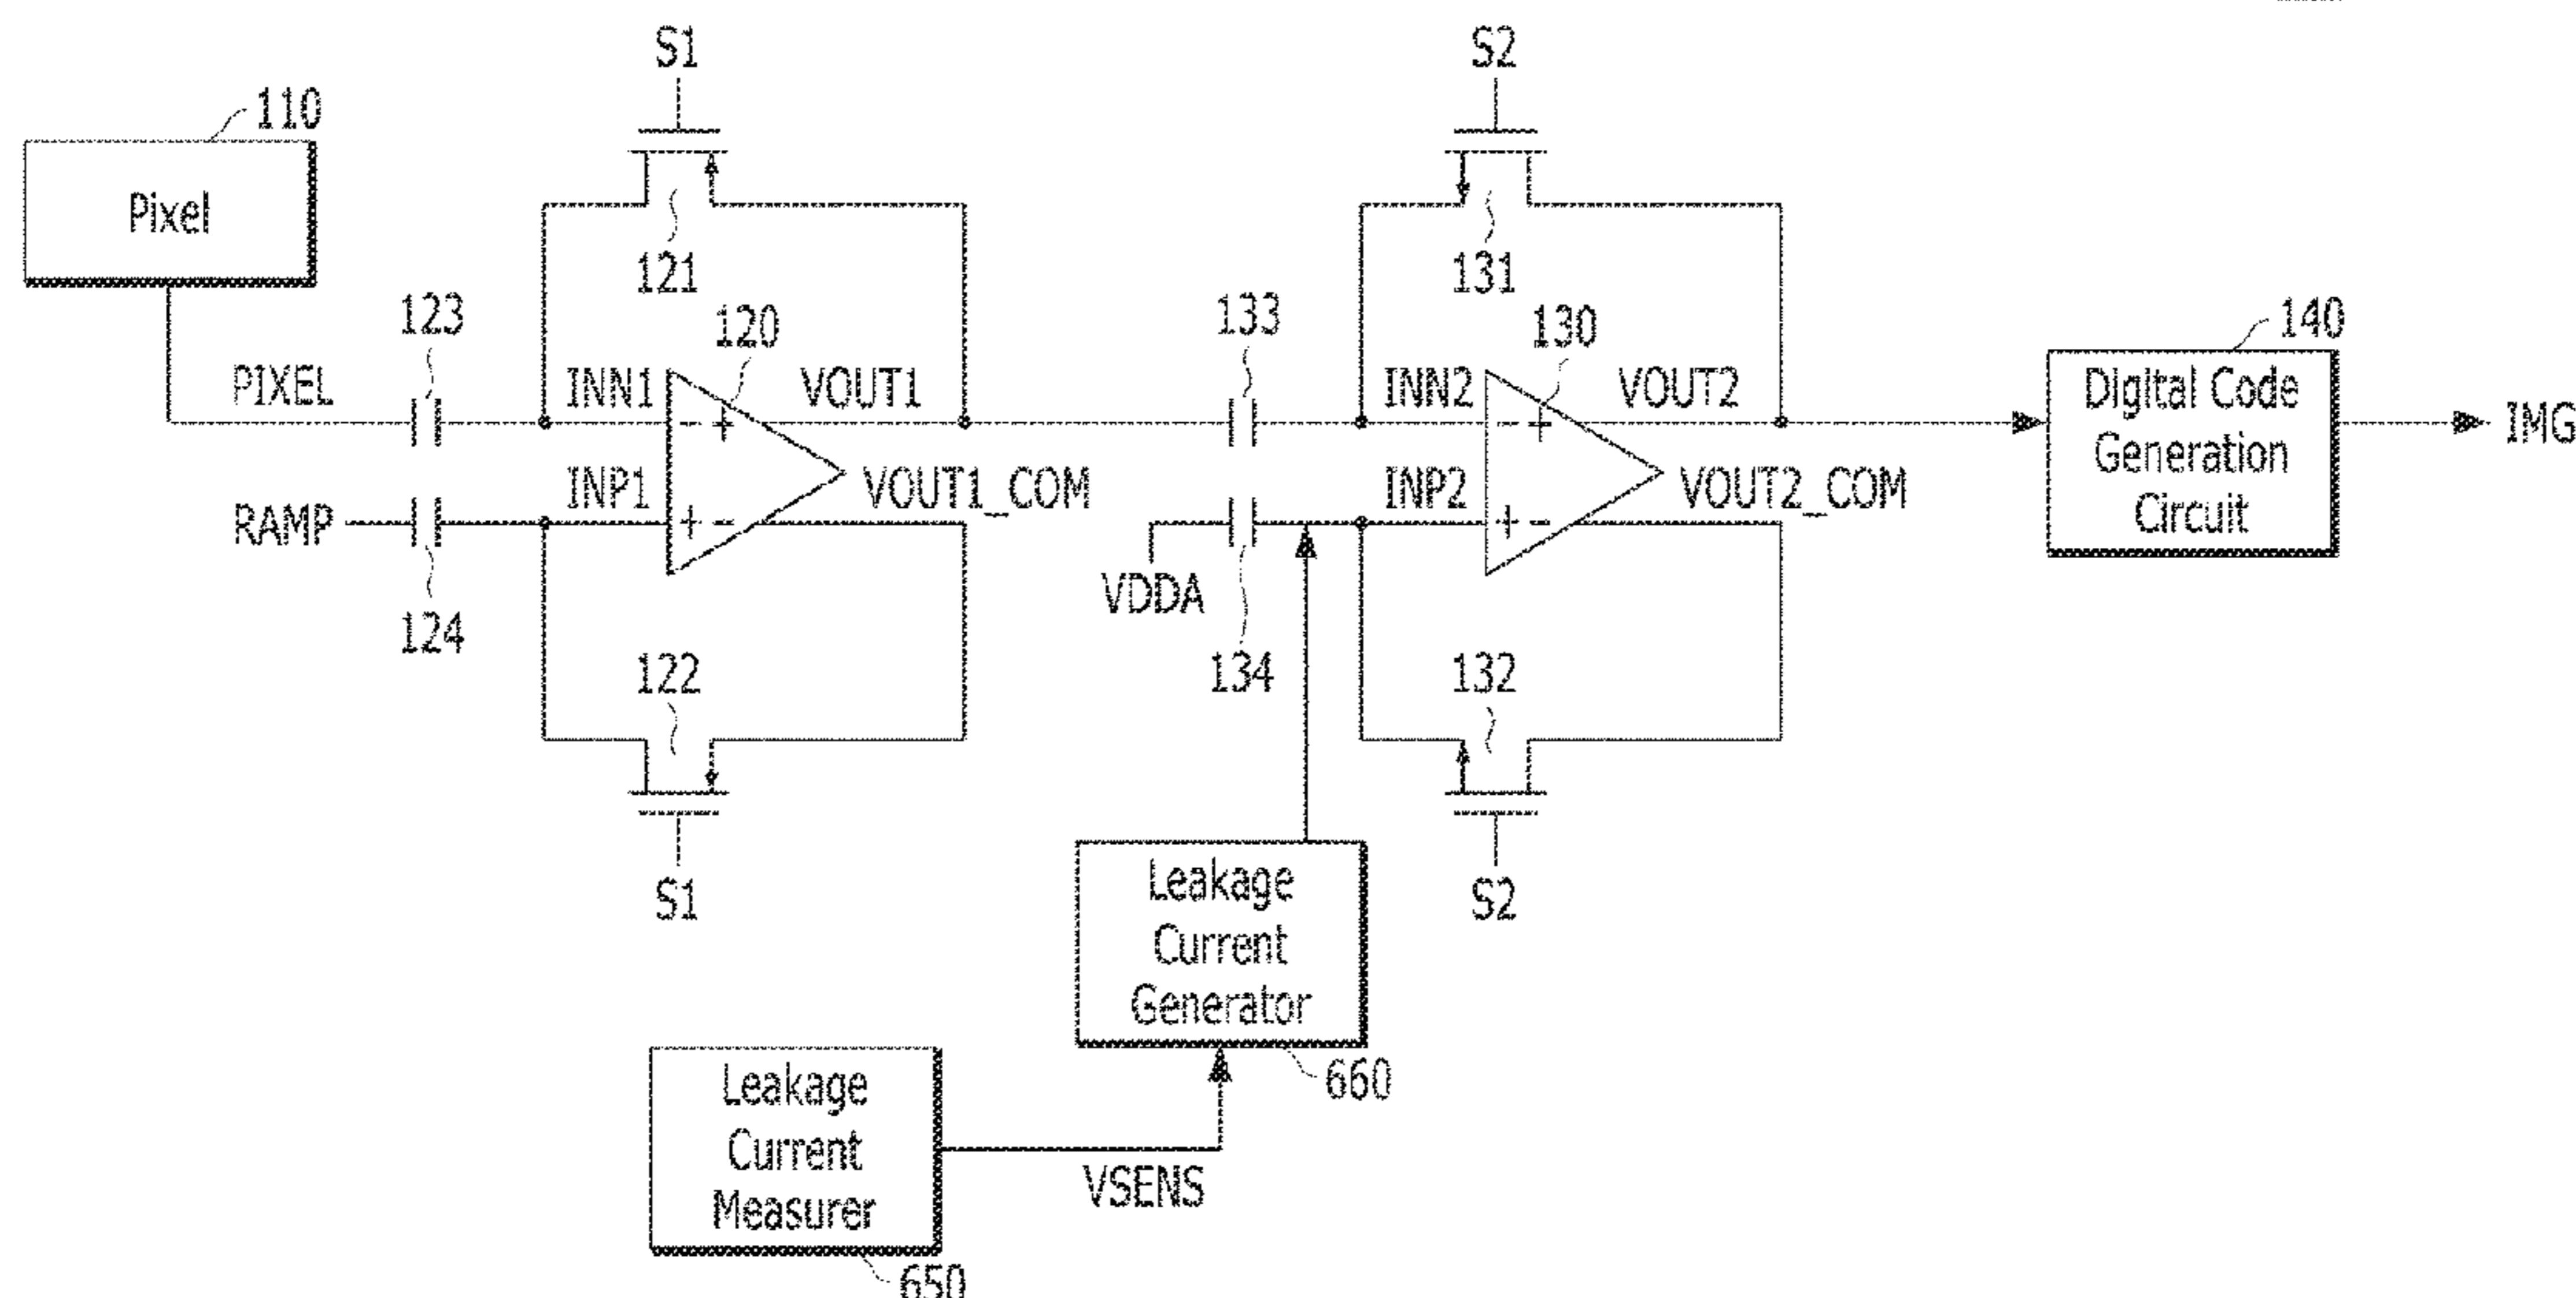 S1
S2
110
Pixel
121
131
123
120
133
130
140
PIXEL
INN1
VOUT1
INN2
VOUT2
Digital Code
Generation
Circuit
IMG
- +
- +
RAMP
INP1
VOUT1_COM
INP2
VOUT2_COM
+ -
+ -
VDDA
124
122
134
132
S1
S2
Leakage
Current
Generator
660
Leakage
Current
Measurer
VSENS
650